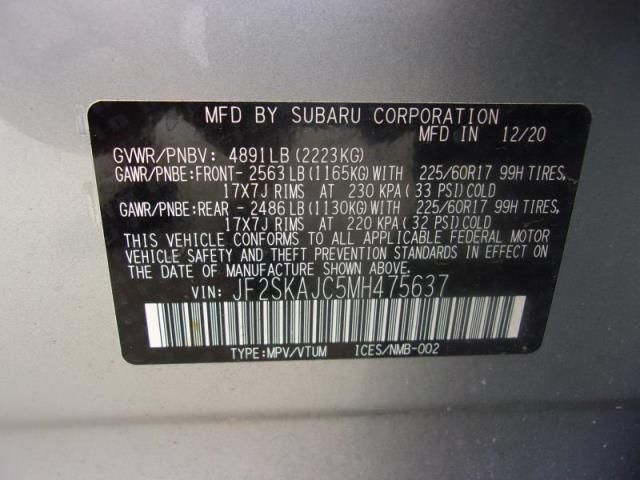 MFD BY SUBARU CORPORATION
MFD IN 12/20
GVWR/PNBV: 4891LB(2223KG)
GAWR/PNBE:FRONT-2563LB(1165KG)WITH 225/60R17 99H TIRES,
17X7J RIMS AT 230 KPA(33 PSI)COLD
GAWR/PNBE:REAR -2486LB(1130KG)WITH 225/60R17 99H TIRES,
17X7J RIMS AT 220 KPA(32 PSI)COLD
THIS VEHICLE CONFORMS TO ALL APPLICABLE FEDERAL MOTOR
VEHICLE SAFETY, BUMPER, AND THEFT PREVENTION STANDARDS
IN EFFECT ON THE DATE OF MANUFACTURE SHOWN ABOVE.
VIN: JF2SKAJC5MH475637
TYPE:MPV/VTUM ICES/NMB-002